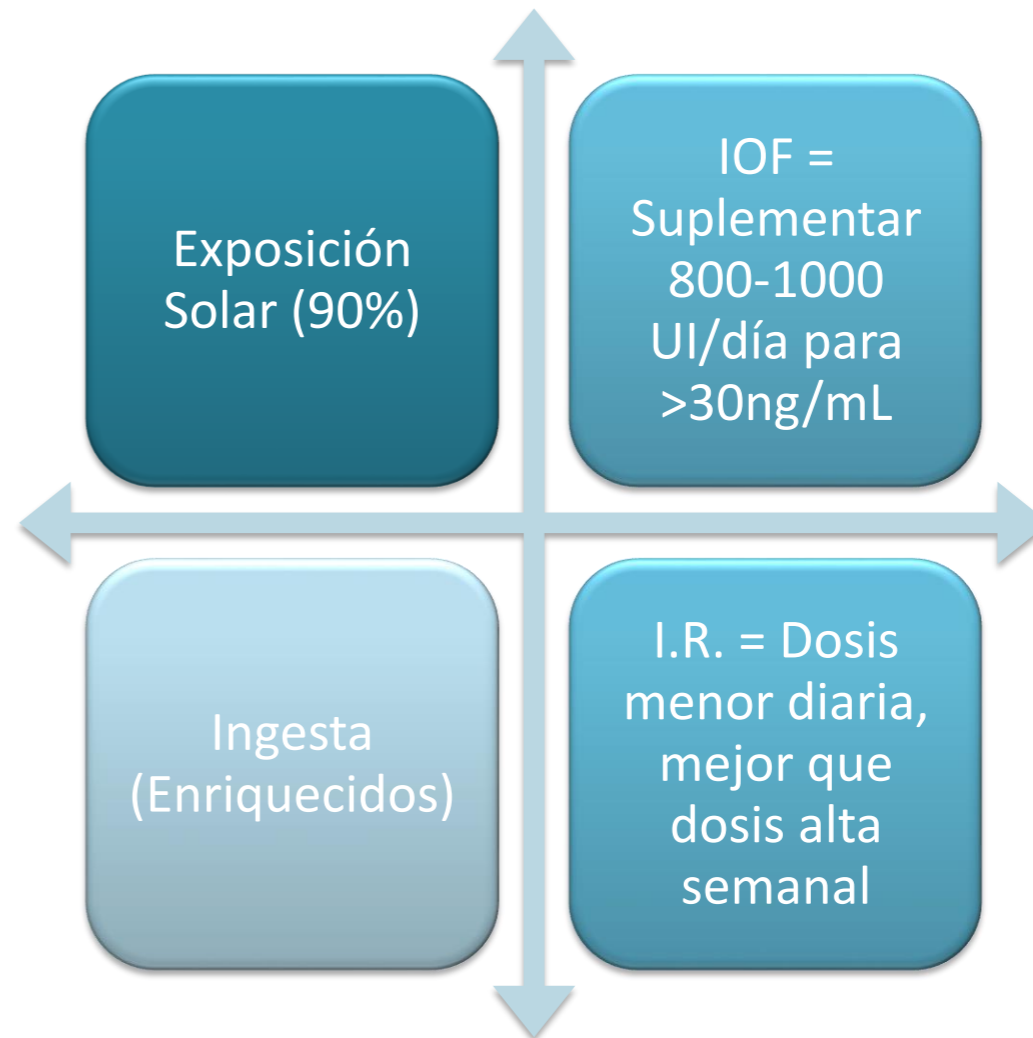 Exposición
Solar (90%)
IOF =
Suplementar
800-1000
UI/día para
>30ng/mL
Ingesta
(Enriquecidos)
I.R. = Dosis
menor diaria,
mejor que
dosis alta
semanal